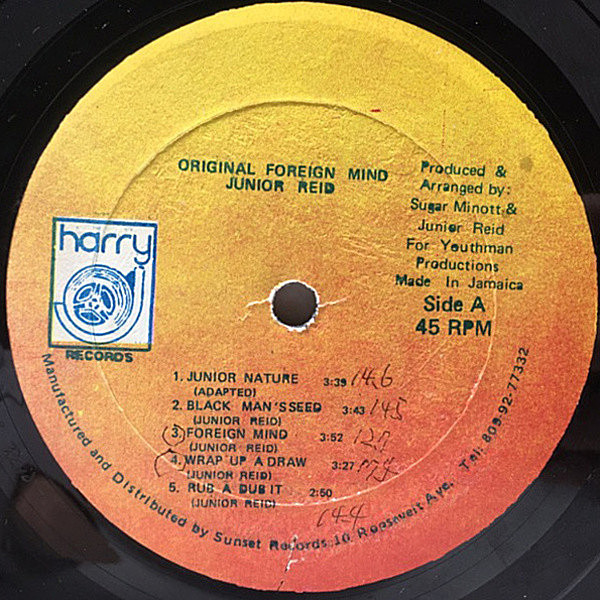 ORIGINAL FOREIGN MIND
JUNIOR REID
Produced &
Arranged by:
Sugar Minott &
Junior Reid
For Youthman
Productions
Made In Jamaica
Side A
45 RPM
harry
RECORDS
1. JUNIOR NATURE 3:39 146
(ADAPTED)
2. BLACK MAN'S SEED 3:43 145
(JUNIOR REID)
3. FOREIGN MIND 3:52
(JUNIOR REID)
4. WRAP UP A DRAW 3:27
(JUNIOR REID)
5. RUB A DUB IT 2:50
(JUNIOR REID)
144
Manufactured and Distributed by Sunset Records: 10 Roosevelt Ave. Tel: 809-92-77332